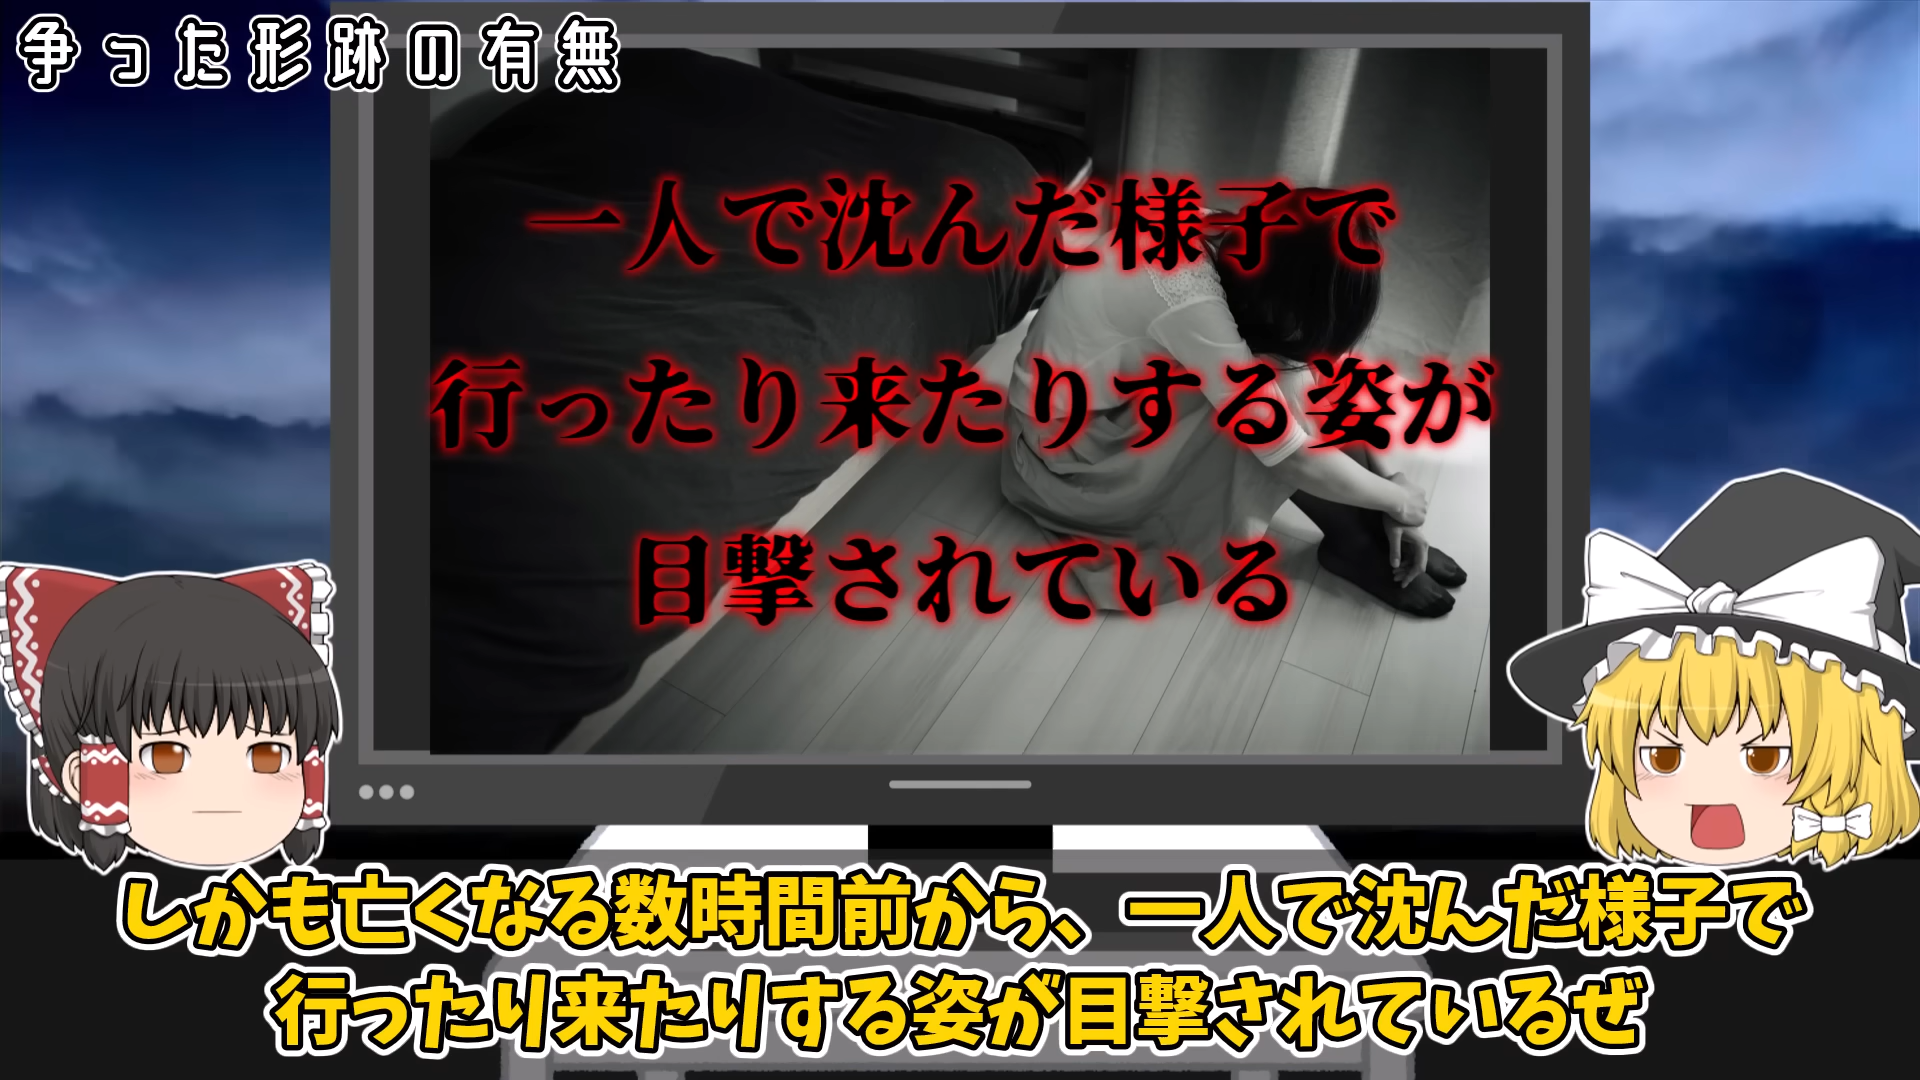 争った形跡の有無
一人で沈んだ様子で
行ったり来たりする姿が
目撃されている
しかも亡くなる数時間前から、一人で沈んだ様子で
行ったり来たりする姿が目撃されているぜ